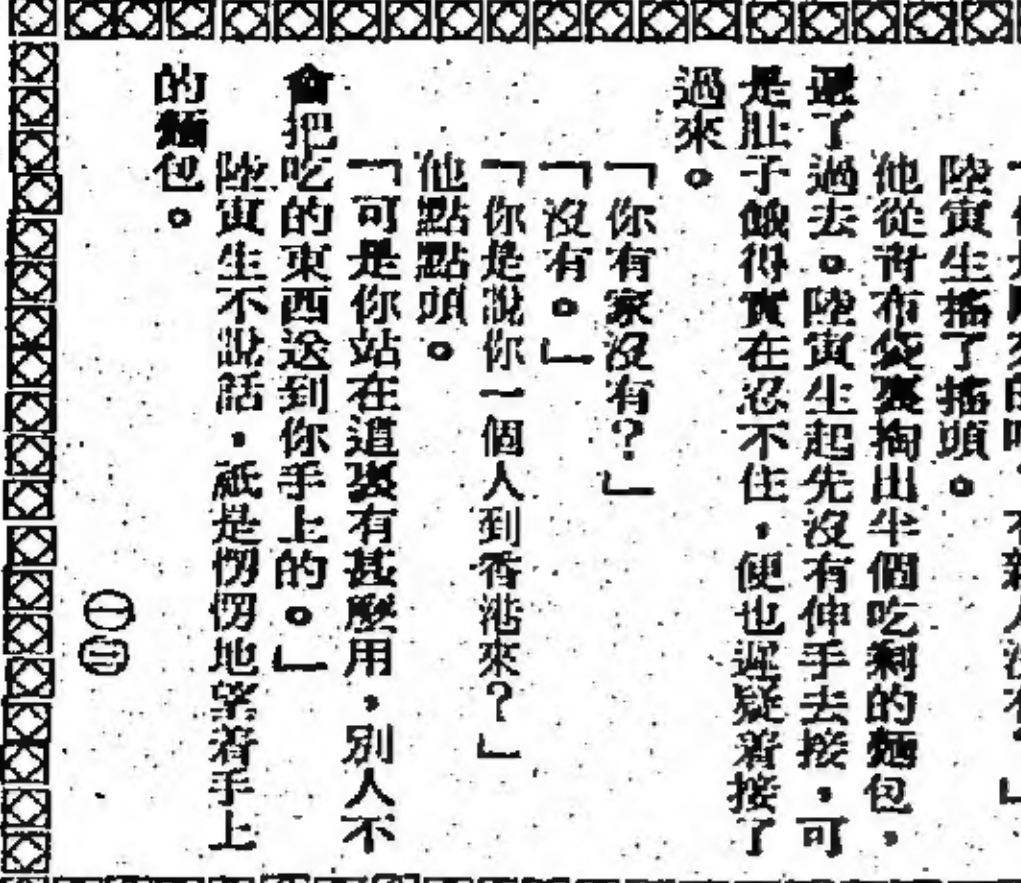 陸寅生搖了搖頭。
他從背布袋裏掏出半個吃剩的麵包，
遞了過去。陸寅生起先沒有伸手去接，可
是肚子餓得實在忍不住，便也遲疑着接了
過來。
「你有家沒有？」
「沒有。」
「你是說你一個人到香港來？」
他點點頭。
「可是你站在這裏有甚麼用，別人不
會把吃的東西送到你手上的。」
陸寅生不說話，祇是愣愣地望着手上
的麵包。
㊀㊂